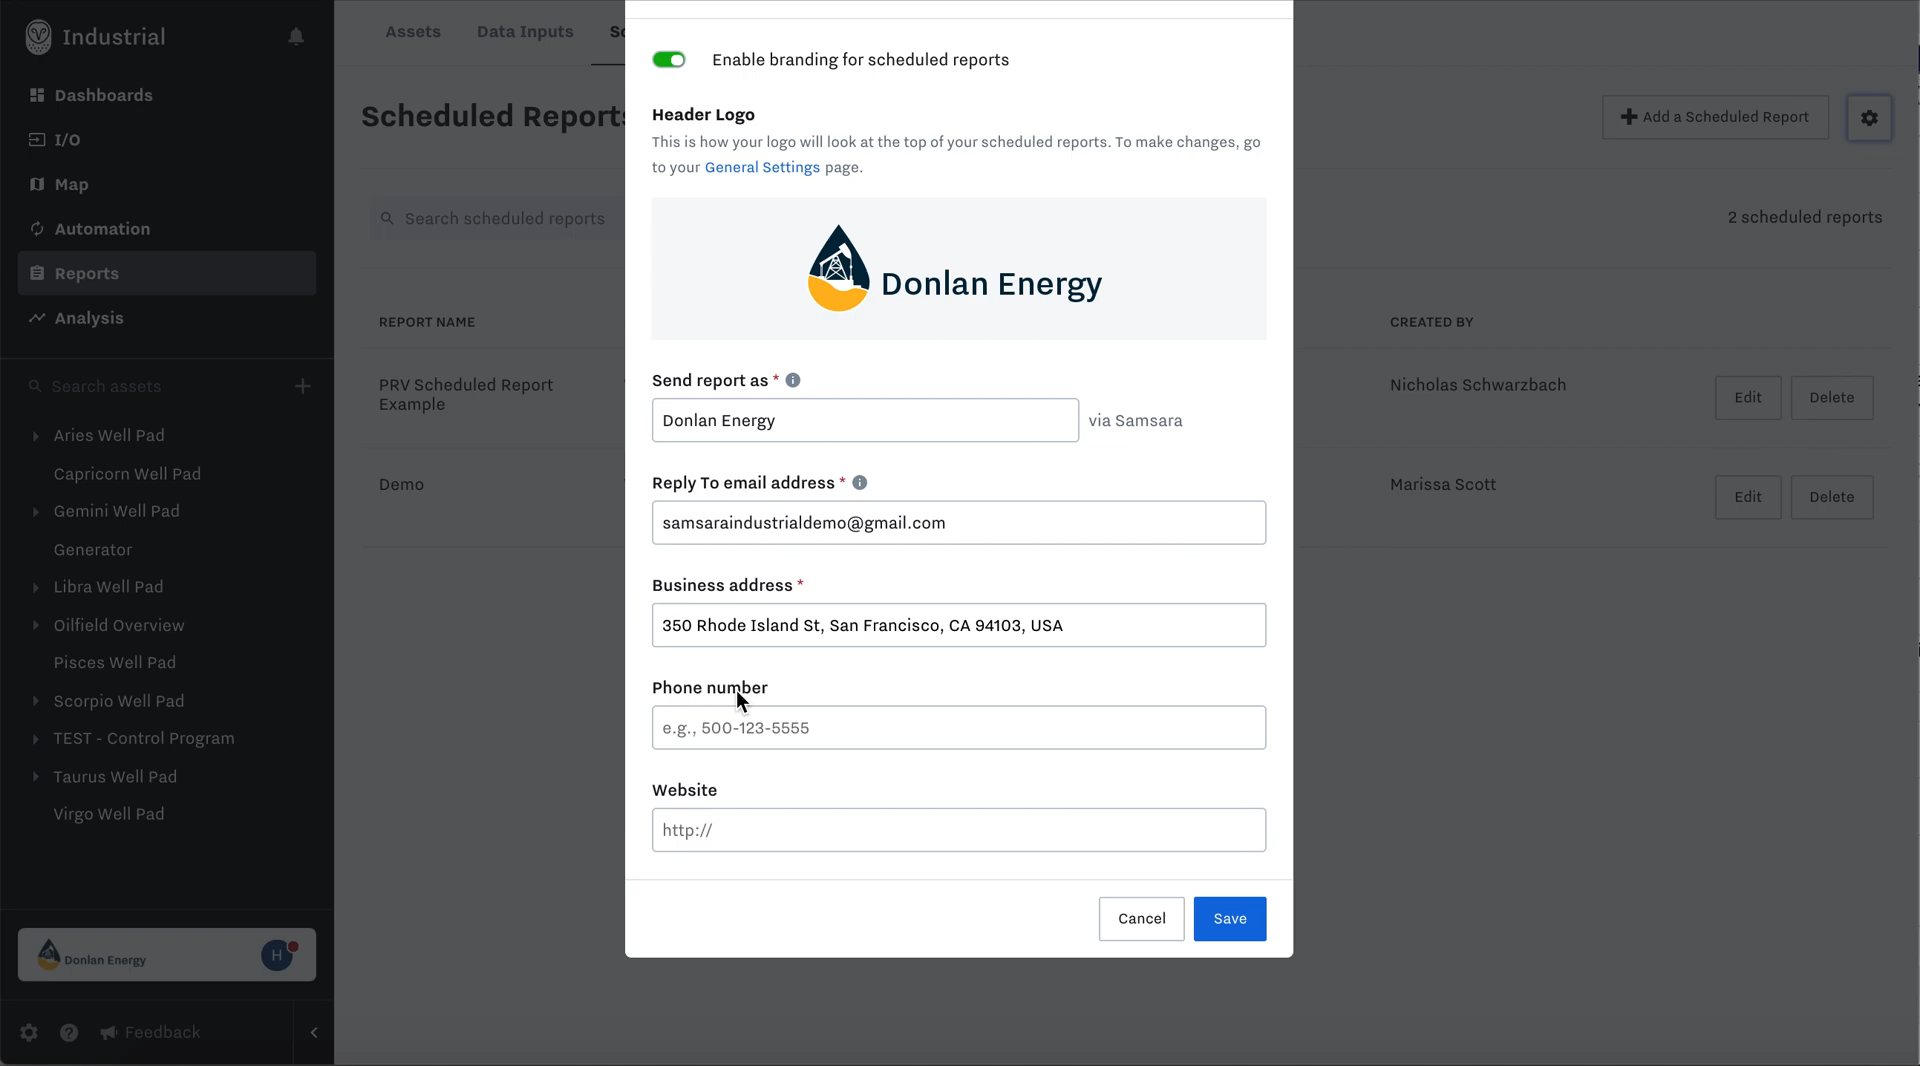 Industrial
Dashboards
I/O
Map
Automation
Reports
Analysis
Search assets
Aries Well Pad
Capricorn Well Pad
Gemini Well Pad
Generator
Libra Well Pad
Oilfield Overview
Pisces Well Pad
Scorpio Well Pad
TEST - Control Program
Taurus Well Pad
Virgo Well Pad
Donlan Energy
H
Feedback
Assets Data Inputs
Scheduled Reports
+ Add a Scheduled Report
Search scheduled reports
2 scheduled reports
REPORT NAME CREATED BY
PRV Scheduled Report
Example
Nicholas Schwarzbach Edit Delete
Demo Marissa Scott Edit Delete
Enable branding for scheduled reports
Header Logo
This is how your logo will look at the top of your scheduled reports. To make changes, go
to your General Settings page.
Donlan Energy
Send report as *
Donlan Energy via Samsara
Reply To email address *
samsaraindustrialdemo@gmail.com
Business address *
350 Rhode Island St, San Francisco, CA 94103, USA
Phone number
e.g., 500-123-5555
Website
http://
Cancel Save